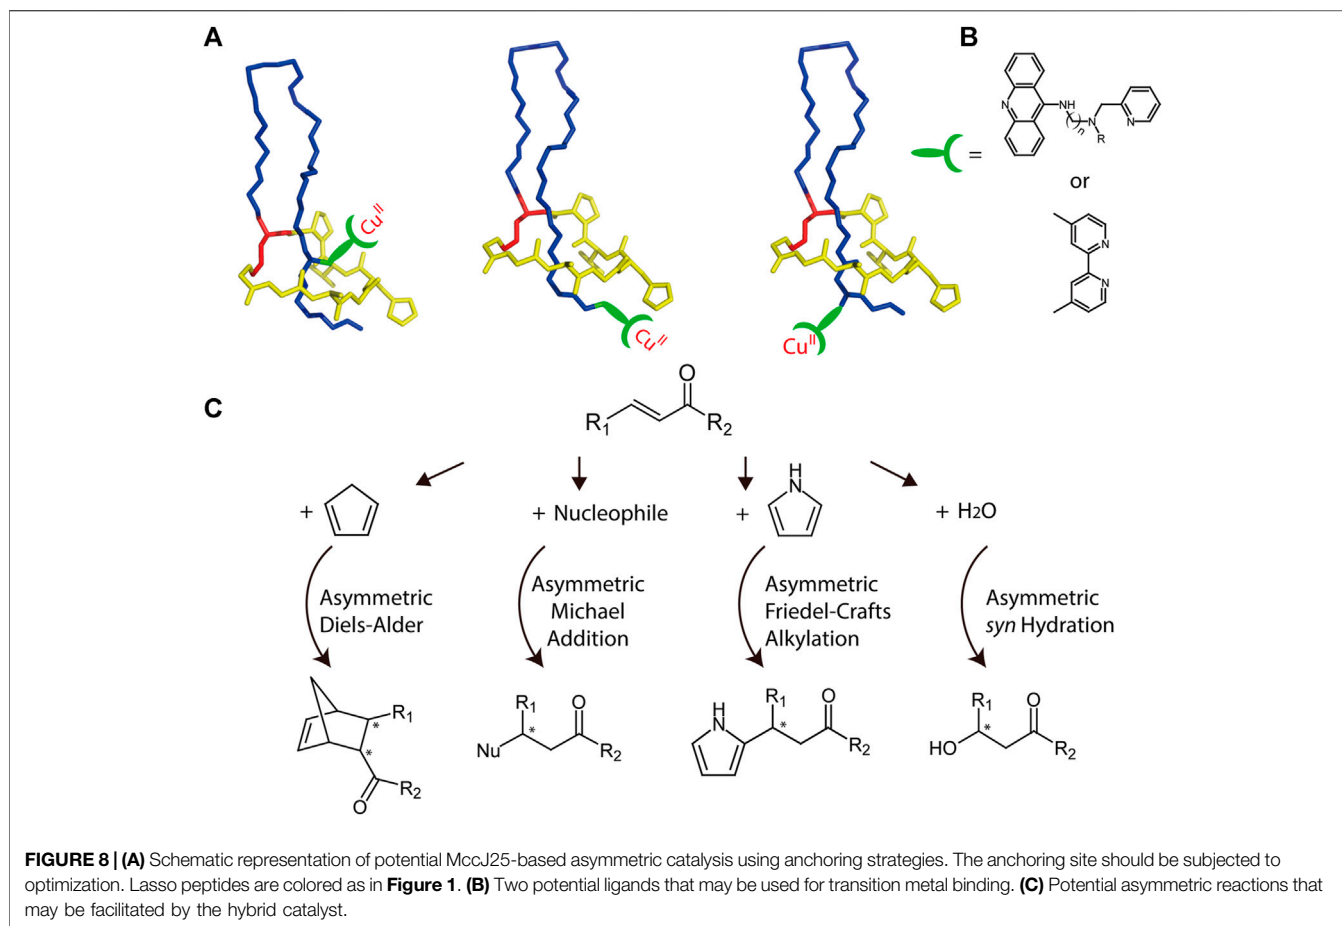 A
B
Cu^II
Cu^II
Cu^II
=
N
NH
n
N
R
N
or
N
N
C
O
R1
R2
+
+ Nucleophile
+
H
N
+ H2O
Asymmetric
Diels-Alder
Asymmetric
Michael
Addition
Asymmetric
Friedel-Crafts
Alkylation
Asymmetric
syn Hydration
R1
*
*
R2
O
R1
O
*
Nu
R2
H
N
R1
O
*
R2
R1
O
*
HO
R2
FIGURE 8 | (A) Schematic representation of potential MccJ25-based asymmetric catalysis using anchoring strategies. The anchoring site should be subjected to
optimization. Lasso peptides are colored as in Figure 1. (B) Two potential ligands that may be used for transition metal binding. (C) Potential asymmetric reactions that
may be facilitated by the hybrid catalyst.